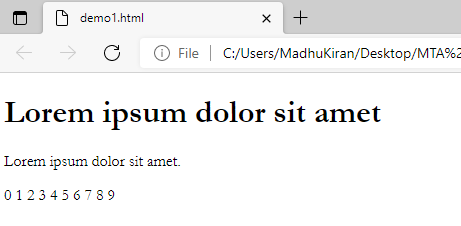 demo1.html
File C:/Users/MadhuKiran/Desktop/MTA%2
Lorem ipsum dolor sit amet
Lorem ipsum dolor sit amet.
0 1 2 3 4 5 6 7 8 9